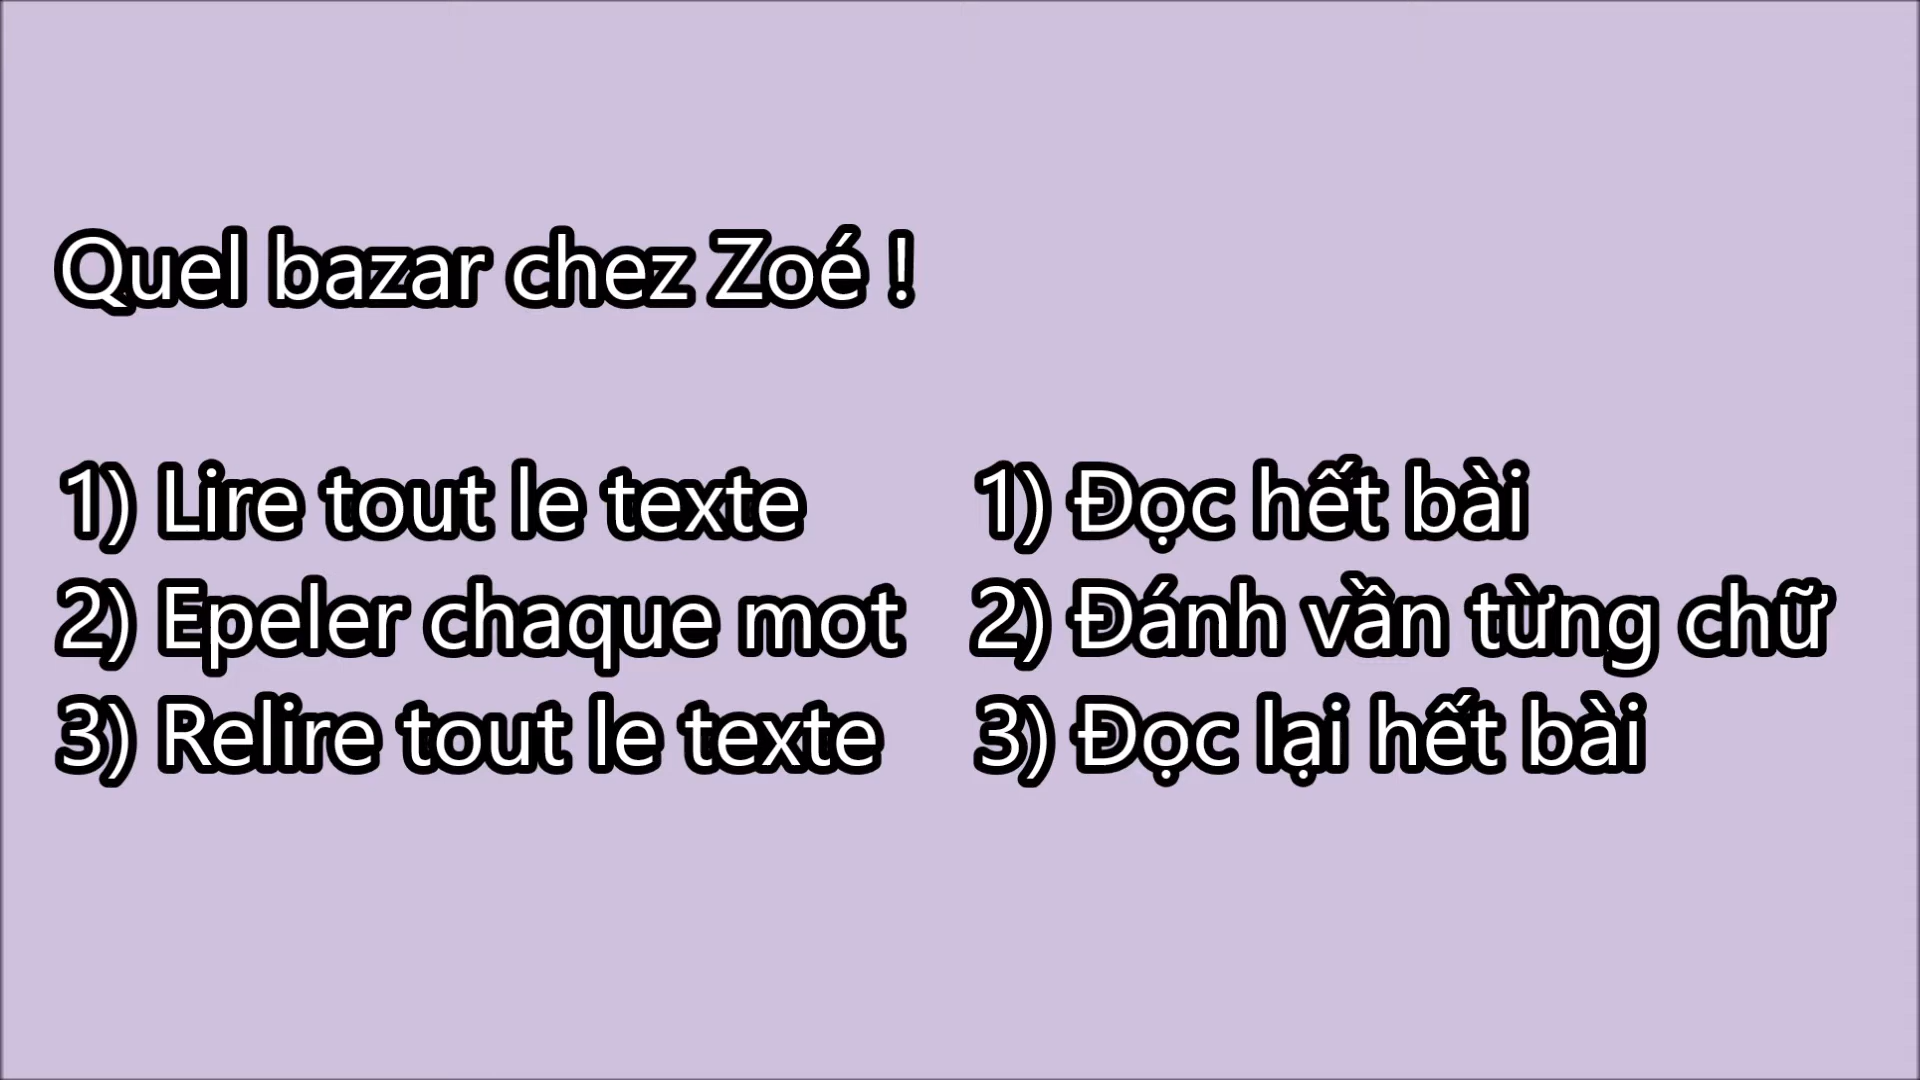 Quel bazar chez Zoé !
1) Lire tout le texte
2) Epeler chaque mot
3) Relire tout le texte
1) Đọc hết bài
2) Đánh vần từng chữ
3) Đọc lại hết bài